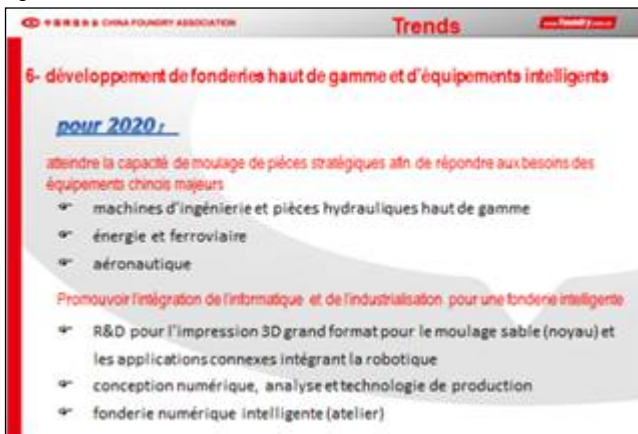 CHINA FOUNDRY ASSOCIATION
Trends
6- développement de fonderies haut de gamme et d'équipements intelligents
pour 2020 :
atteindre la capacité de moulage de pièces stratégiques afin de répondre aux besoins des
équipements chinois majeurs
machines d'ingénierie et pièces hydrauliques haut de gamme
énergie et ferroviaire
aéronautique
Promouvoir l'intégration de l'informatique et de l'industrialisation pour une fonderie intelligente
R&D pour l'impression 3D grand format pour le moulage sable (noyau) et
les applications connexes intégrant la robotique
conception numérique, analyse et technologie de production
fonderie numérique intelligente (atelier)